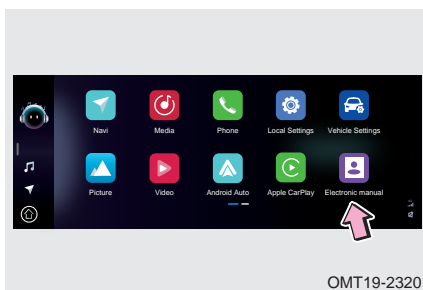 Navi Media Phone Local Settings Vehicle Settings
Picture Video Android Auto Apple CarPlay Electronic manual
OMT19-2320